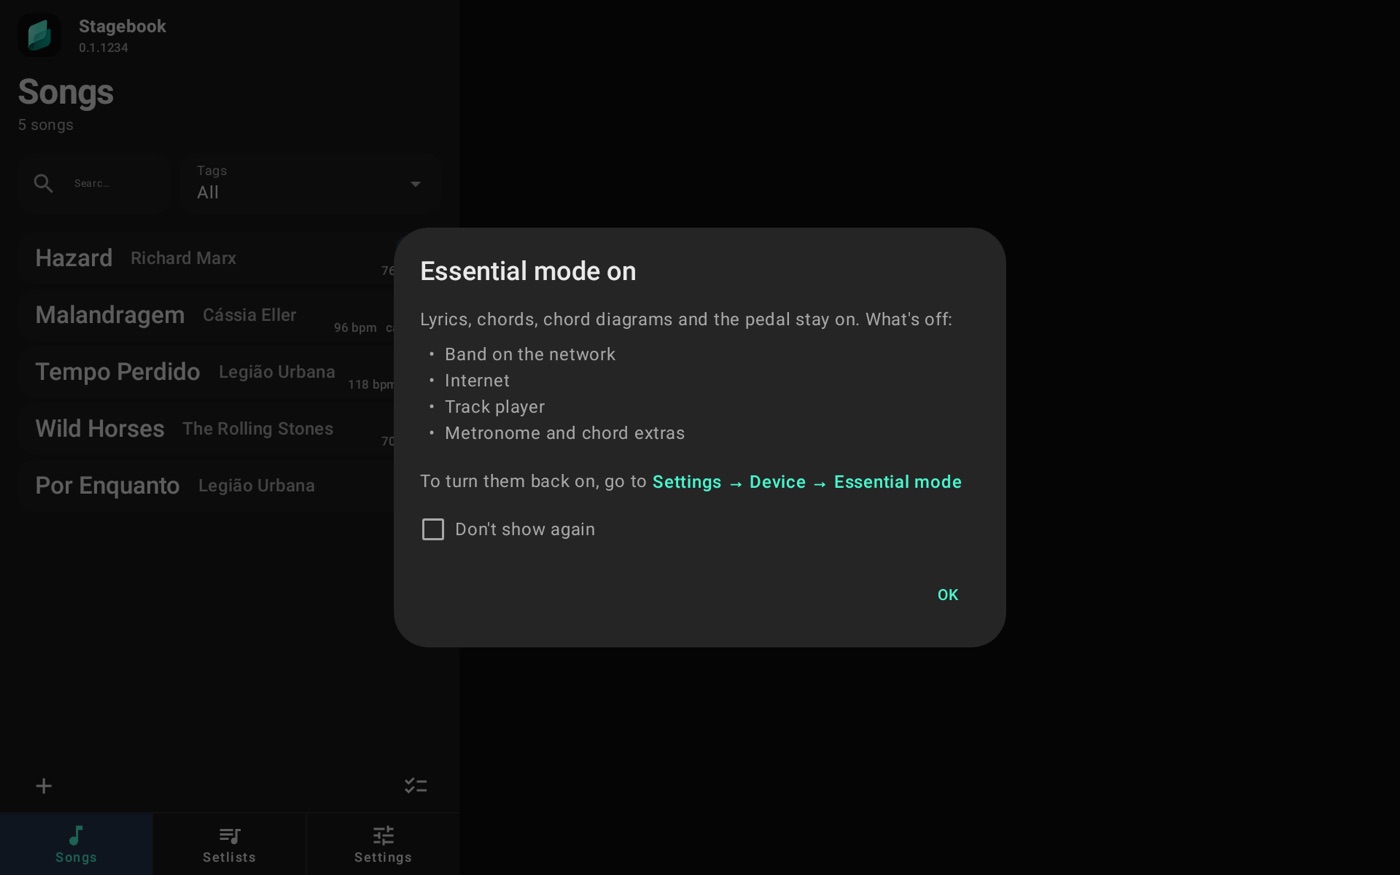 Stagebook
0.1.1234
Songs
5 songs
Searc...
Tags
All
Hazard Richard Marx
76
Malandragem Cássia Eller
96 bpm
Tempo Perdido Legião Urbana
118 bpm
Wild Horses The Rolling Stones
70
Por Enquanto Legião Urbana
Essential mode on
Lyrics, chords, chord diagrams and the pedal stay on. What's off:
• Band on the network
• Internet
• Track player
• Metronome and chord extras
To turn them back on, go to Settings → Device → Essential mode
Don't show again
OK
Songs
Setlists
Settings